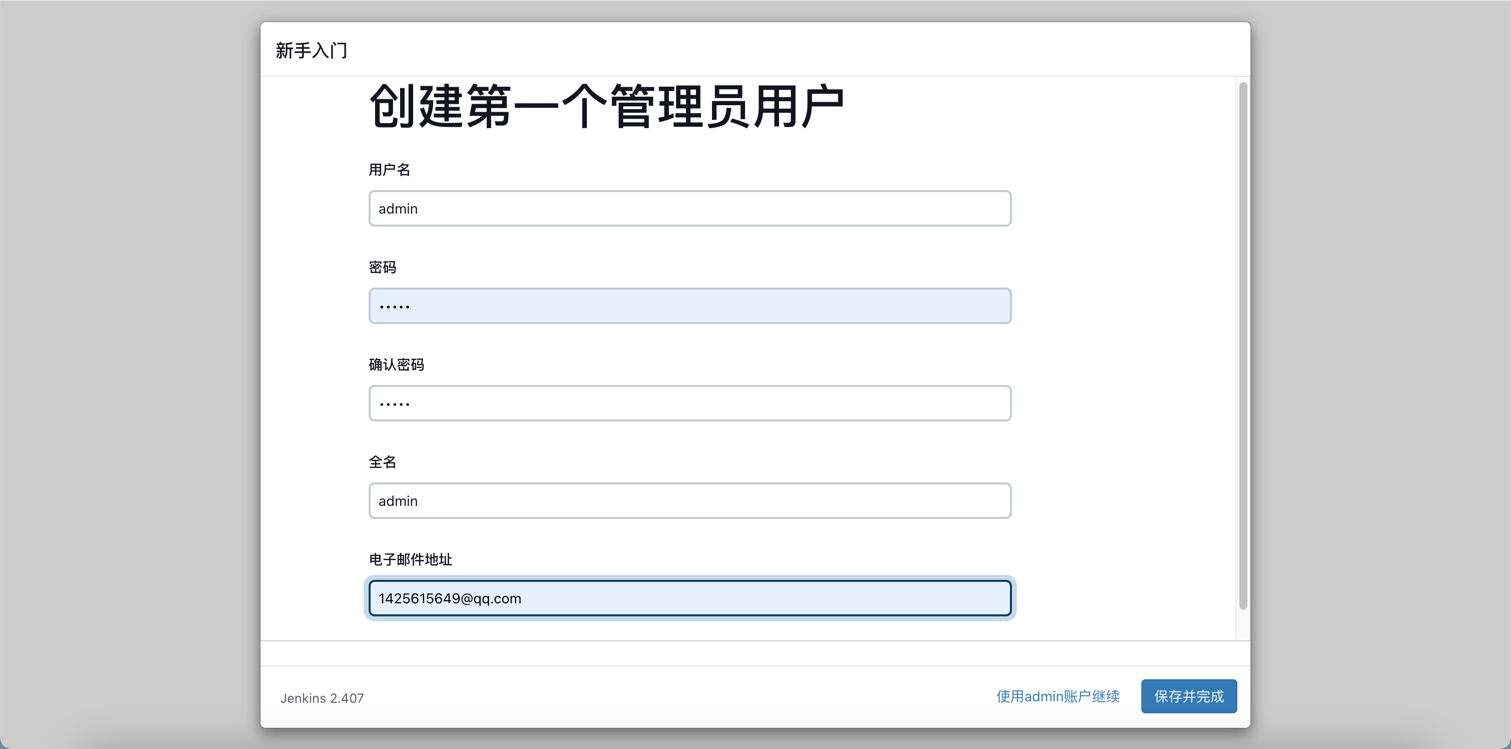 新手入门
创建第一个管理员用户
用户名
admin
密码
•••••
确认密码
•••••
全名
admin
电子邮件地址
1425615649@qq.com
Jenkins 2.407
使用admin账户继续
保存并完成